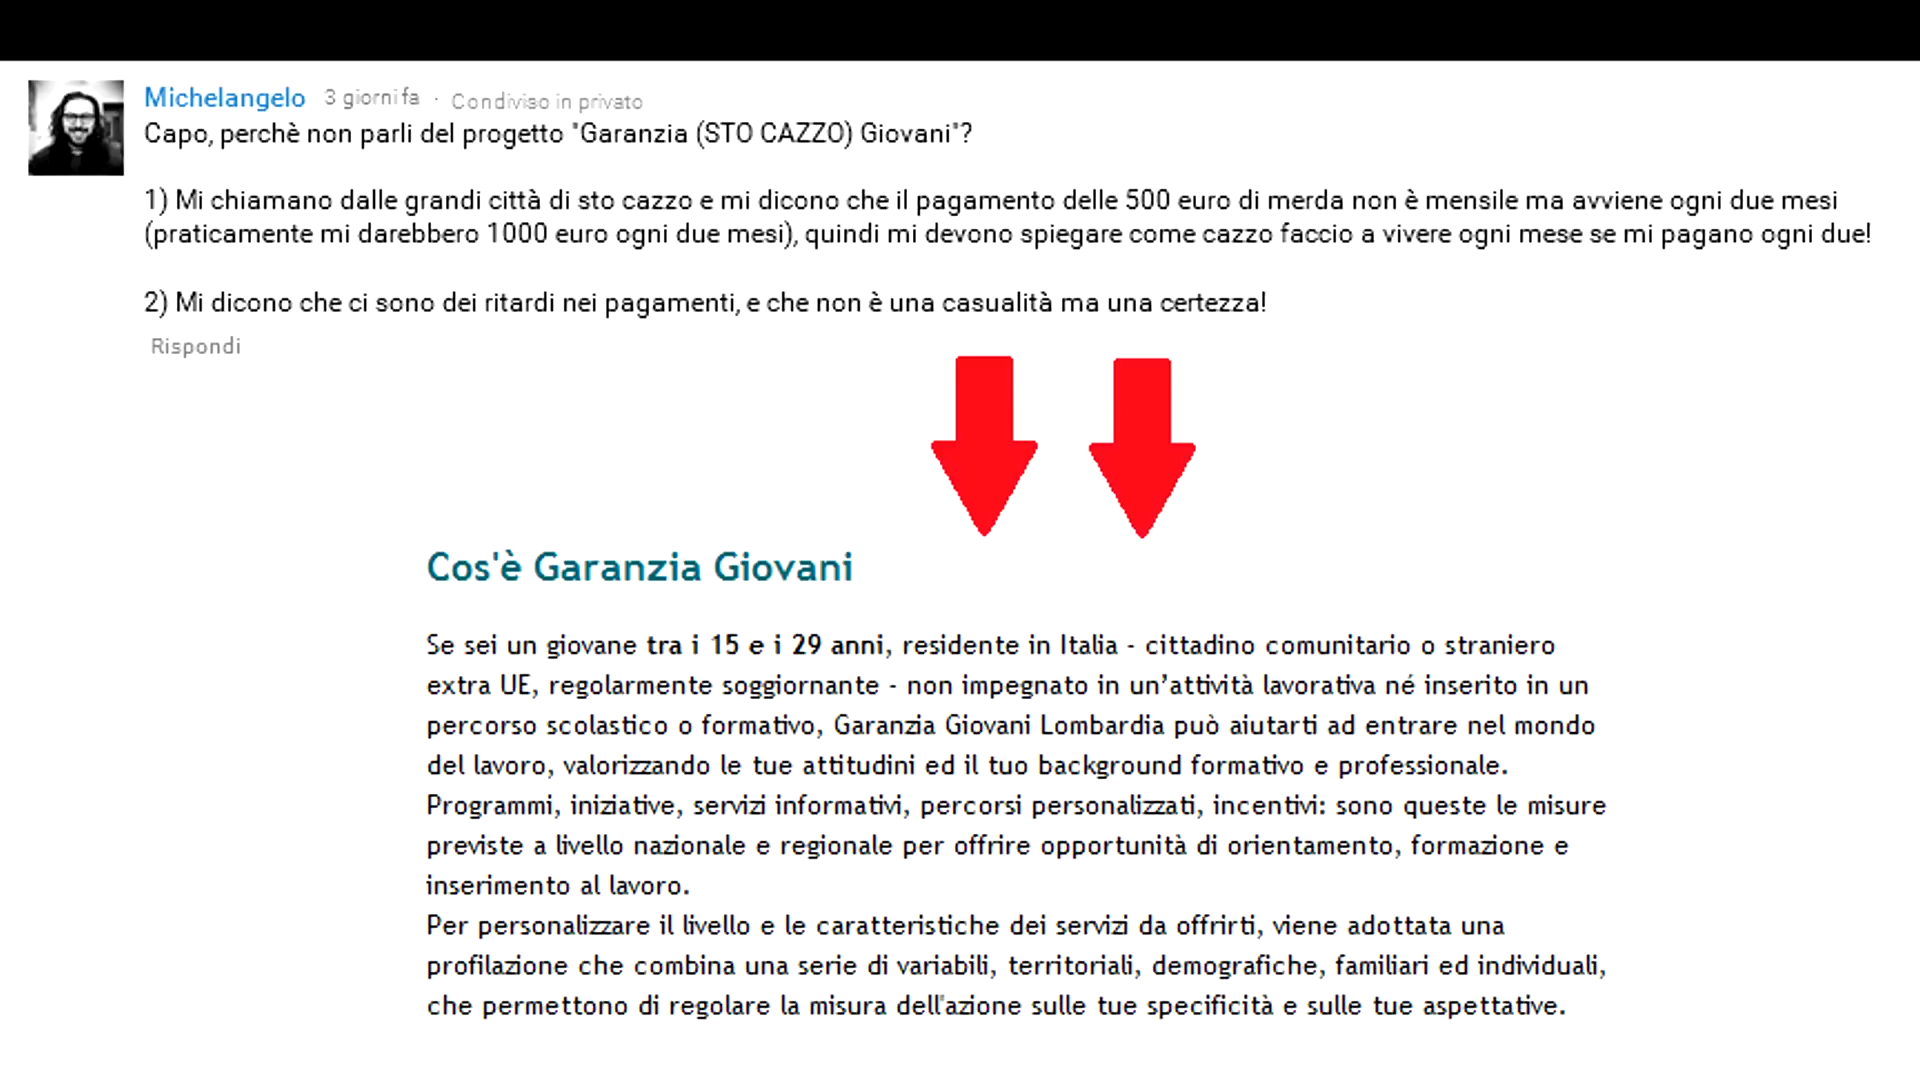 Michelangelo 3 giorni fa · Condiviso in privato
Capo, perchè non parli del progetto "Garanzia (STO CAZZO) Giovani"?
1) Mi chiamano dalle grandi città di sto cazzo e mi dicono che il pagamento delle 500 euro di merda non è mensile ma avviene ogni due mesi
(praticamente mi darebbero 1000 euro ogni due mesi), quindi mi devono spiegare come cazzo faccio a vivere ogni mese se mi pagano ogni due!
2) Mi dicono che ci sono dei ritardi nei pagamenti, e che non è una casualità ma una certezza!
Rispondi
Cos'è Garanzia Giovani
Se sei un giovane tra i 15 e i 29 anni, residente in Italia - cittadino comunitario o straniero
extra UE, regolarmente soggiornante - non impegnato in un'attività lavorativa né inserito in un
percorso scolastico o formativo, Garanzia Giovani Lombardia può aiutarti ad entrare nel mondo
del lavoro, valorizzando le tue attitudini ed il tuo background formativo e professionale.
Programmi, iniziative, servizi informativi, percorsi personalizzati, incentivi: sono queste le misure
previste a livello nazionale e regionale per offrire opportunità di orientamento, formazione e
inserimento al lavoro.
Per personalizzare il livello e le caratteristiche dei servizi da offrirti, viene adottata una
profilazione che combina una serie di variabili, territoriali, demografiche, familiari ed individuali,
che permettono di regolare la misura dell'azione sulle tue specificità e sulle tue aspettative.